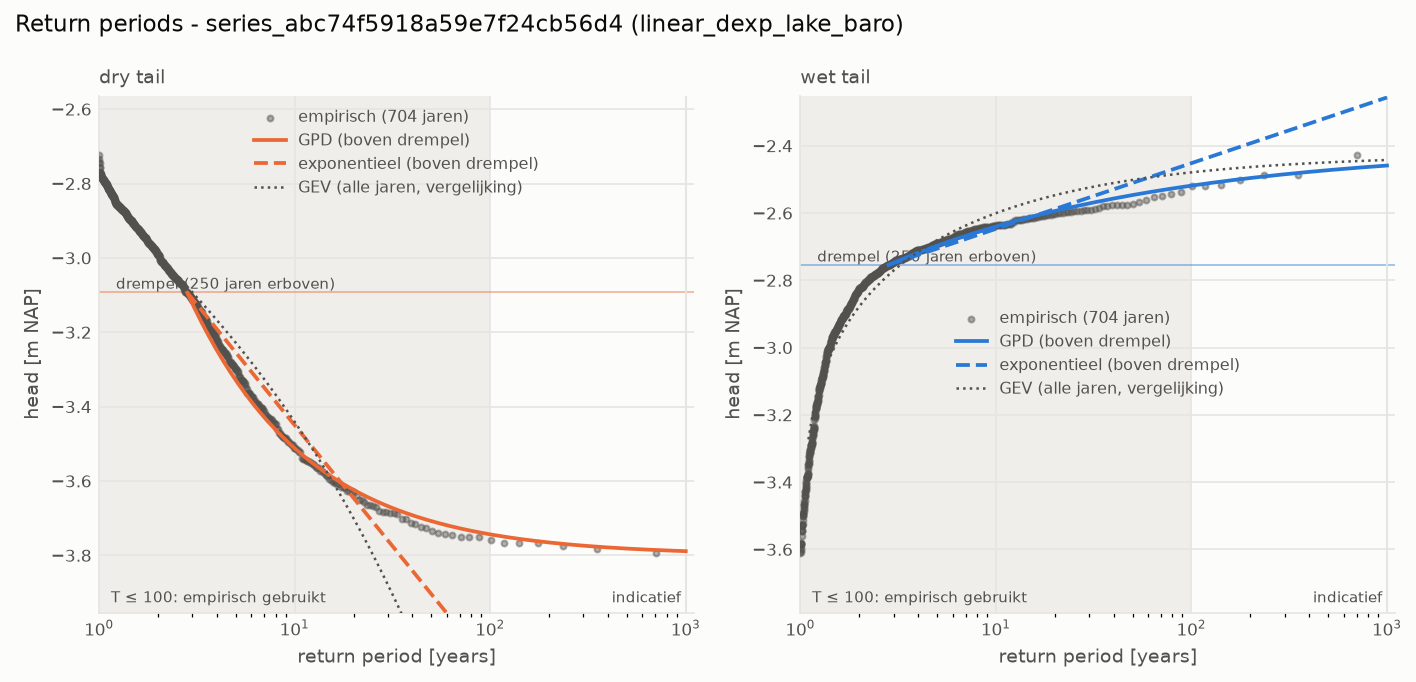 Return periods - series_abc74f5918a59e7f24cb56d4 (linear_dexp_lake_baro)
dry tail
head [m NAP]
−2.6
−2.8
−3.0
−3.2
−3.4
−3.6
−3.8
empirisch (704 jaren)
GPD (boven drempel)
exponentieel (boven drempel)
GEV (alle jaren, vergelijking)
drempel (250 jaren erboven)
T ≤ 100: empirisch gebruikt
indicatief
10⁰ 10¹ 10² 10³
return period [years]
wet tail
head [m NAP]
−2.4
−2.6
−2.8
−3.0
−3.2
−3.4
−3.6
drempel (250 jaren erboven)
empirisch (704 jaren)
GPD (boven drempel)
exponentieel (boven drempel)
GEV (alle jaren, vergelijking)
T ≤ 100: empirisch gebruikt
indicatief
10⁰ 10¹ 10² 10³
return period [years]